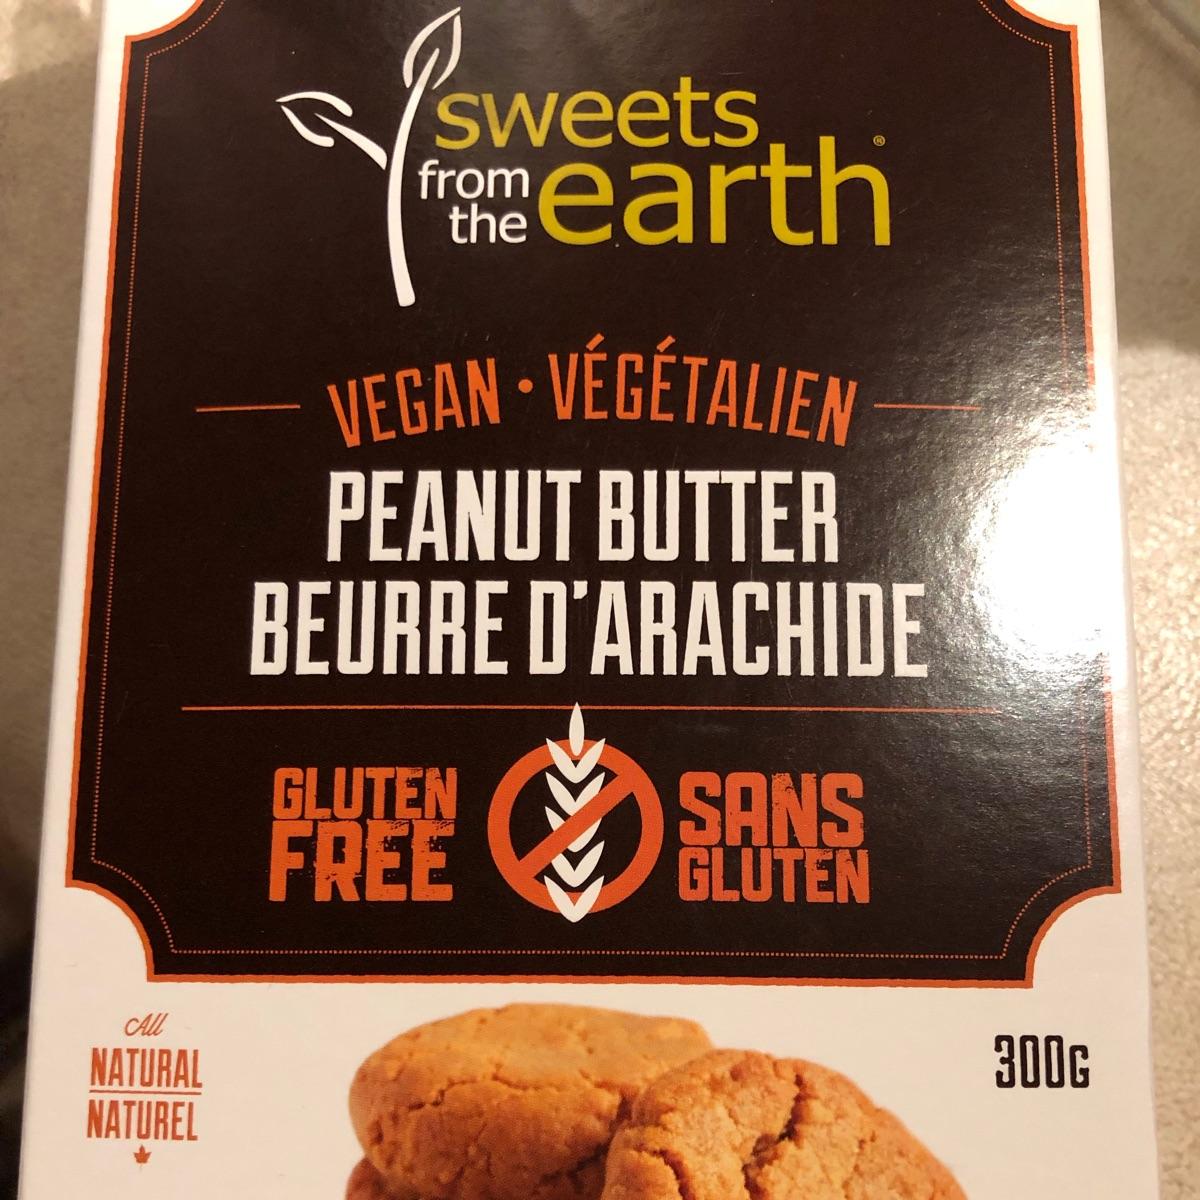 sweets
from
the earth®
VEGAN • VÉGÉTALIEN
PEANUT BUTTER
BEURRE D'ARACHIDE
GLUTEN
FREE
SANS
GLUTEN
All
NATURAL
NATUREL
300G